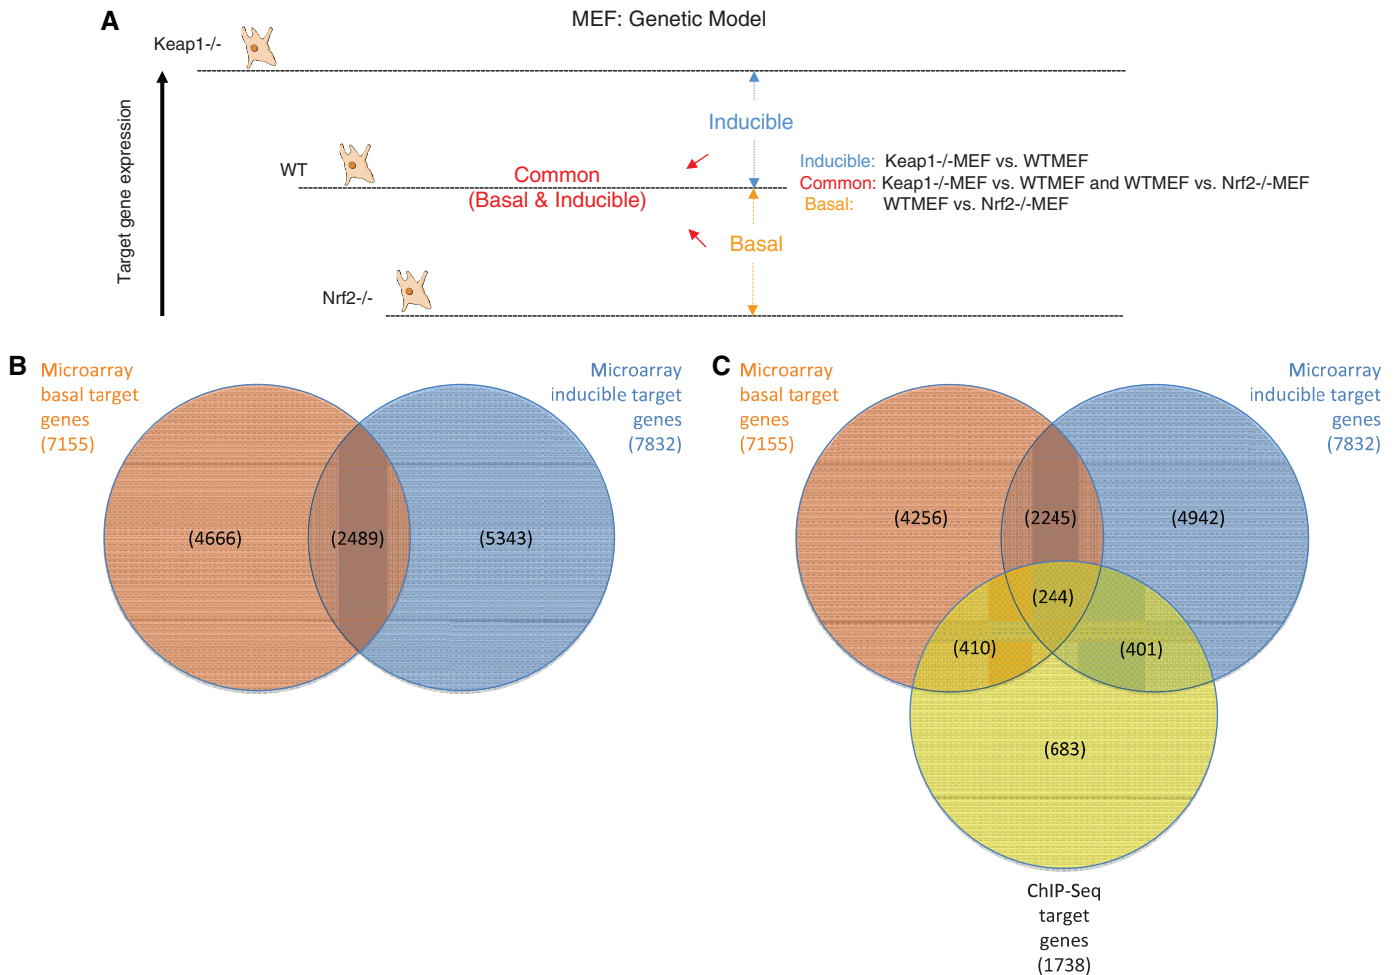 A
MEF: Genetic Model
Keap1-/-
Target gene expression
WT
Nrf2-/-
Inducible
Common
(Basal & Inducible)
Basal
Inducible: Keap1-/-MEF vs. WTMEF
Common: Keap1-/-MEF vs. WTMEF and WTMEF vs. Nrf2-/-MEF
Basal: WTMEF vs. Nrf2-/-MEF
B
Microarray
basal target
genes
(7155)
Microarray
inducible target
genes
(7832)
(4666)
(2489)
(5343)
C
Microarray
basal target
genes
(7155)
Microarray
inducible target
genes
(7832)
(4256)
(2245)
(4942)
(244)
(410)
(401)
(683)
ChIP-Seq
target
genes
(1738)